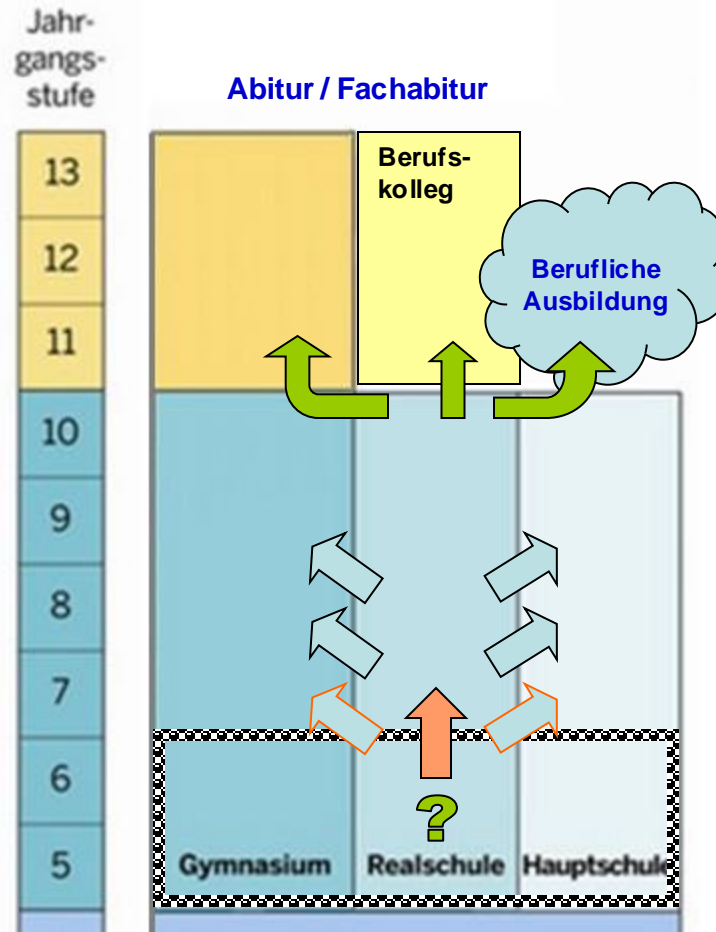 Jahr-
gangs-
stufe
Abitur / Fachabitur
13
12
11
10
9
8
7
6
5
Berufs-
kolleg
Berufliche
Ausbildung
?
Gymnasium
Realschule
Hauptschule